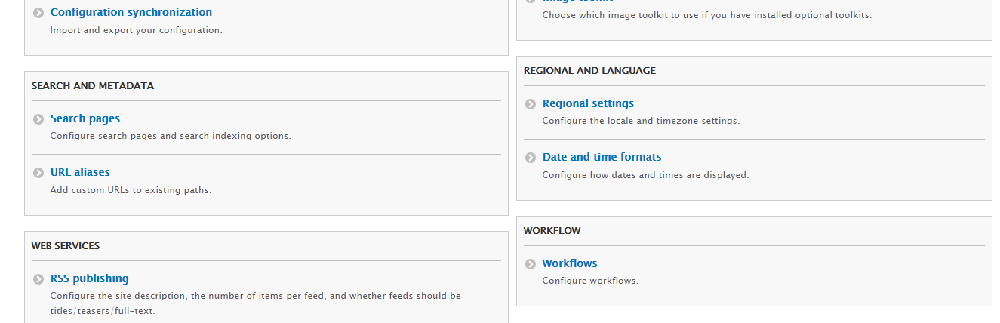 Configuration synchronization
Import and export your configuration.
SEARCH AND METADATA
Search pages
Configure search pages and search indexing options.
URL aliases
Add custom URLs to existing paths.
WEB SERVICES
RSS publishing
Configure the site description, the number of items per feed, and whether feeds should be
titles/teasers/full-text.
Image toolkit
Choose which image toolkit to use if you have installed optional toolkits.
REGIONAL AND LANGUAGE
Regional settings
Configure the locale and timezone settings.
Date and time formats
Configure how dates and times are displayed.
WORKFLOW
Workflows
Configure workflows.